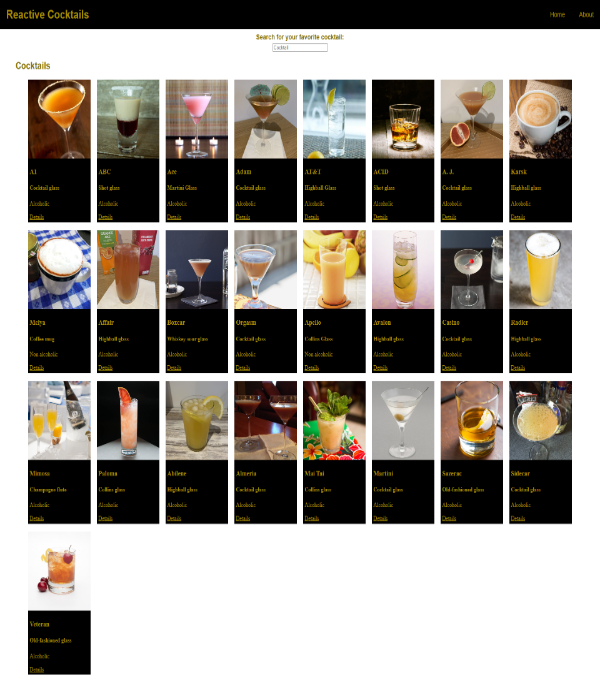 Reactive Cocktails
Home
About
Search for your favorite cocktail:
Cocktail
Cocktails
A1
Cocktail glass
Alcoholic
Details
ABC
Shot glass
Alcoholic
Details
Ace
Martini Glass
Alcoholic
Details
Adam
Cocktail glass
Alcoholic
Details
AT&T
Highball Glass
Alcoholic
Details
ACID
Shot glass
Alcoholic
Details
A. J.
Cocktail glass
Alcoholic
Details
Karsk
Highball glass
Alcoholic
Details
Melya
Coffee mug
Non alcoholic
Details
Affair
Highball glass
Alcoholic
Details
Boxcar
Whiskey sour glass
Alcoholic
Details
Orgasm
Cocktail glass
Alcoholic
Details
Apello
Collins Glass
Non alcoholic
Details
Avalon
Highball glass
Alcoholic
Details
Casino
Cocktail glass
Alcoholic
Details
Radler
Highball glass
Alcoholic
Details
Mimosa
Champagne flute
Alcoholic
Details
Paloma
Collins glass
Alcoholic
Details
Abilene
Highball glass
Alcoholic
Details
Almeria
Cocktail glass
Alcoholic
Details
Mai Tai
Collins glass
Alcoholic
Details
Martini
Cocktail glass
Alcoholic
Details
Sazerac
Old-fashioned glass
Alcoholic
Details
Sidecar
Cocktail glass
Alcoholic
Details
Veteran
Old-fashioned glass
Alcoholic
Details